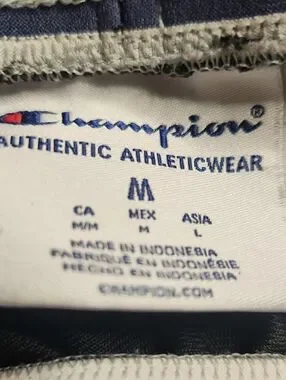 Champion®
AUTHENTIC ATHLETICWEAR
M
CA MEX ASIA
M/M M L
MADE IN INDONESIA
FABRIQUÉ EN INDONÉSIE
HECHO EN INDONESIA
CHAMPION.COM